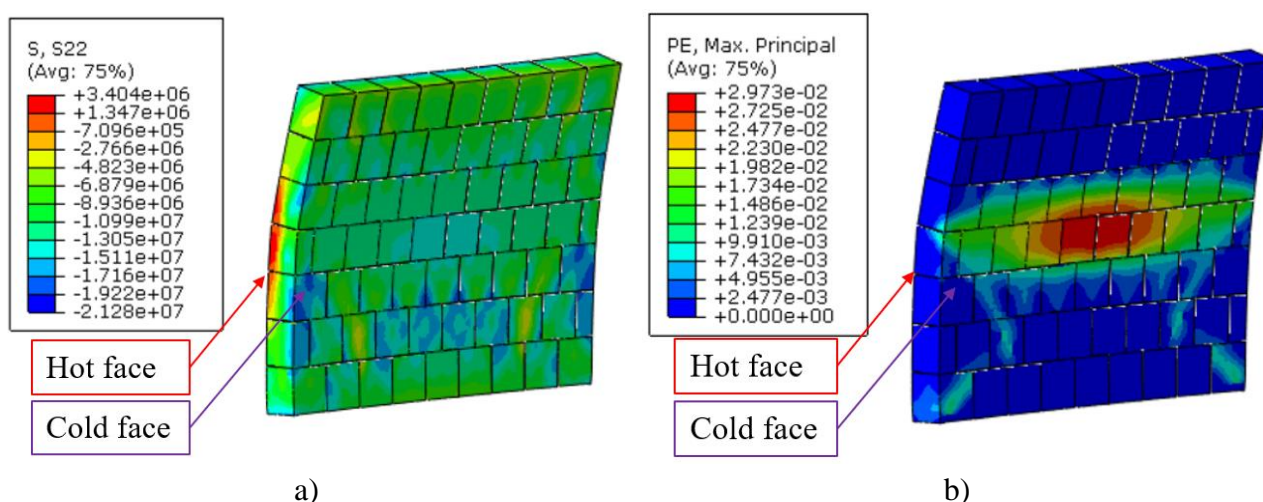 S, S22
(Avg: 75%)
+3.404e+06
+1.347e+06
-7.096e+05
-2.766e+06
-4.823e+06
-6.879e+06
-8.936e+06
-1.099e+07
-1.305e+07
-1.511e+07
-1.716e+07
-1.922e+07
-2.128e+07
Hot face
Cold face
a)
PE, Max. Principal
(Avg: 75%)
+2.973e-02
+2.725e-02
+2.477e-02
+2.230e-02
+1.982e-02
+1.734e-02
+1.486e-02
+1.239e-02
+9.910e-03
+7.432e-03
+4.955e-03
+2.477e-03
+0.000e+00
Hot face
Cold face
b)